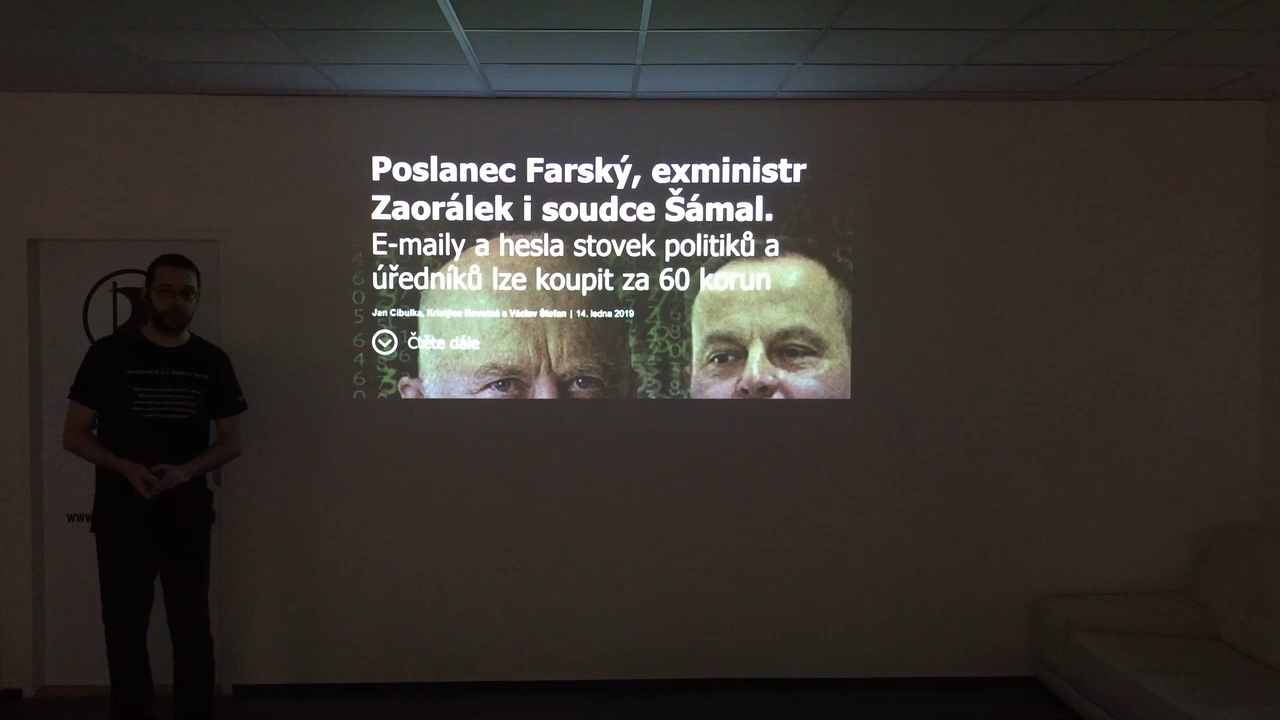 Poslanec Farský, exministr
Zaorálek i soudce Šámal.
E-maily a hesla stovek politiků a
úředníků lze koupit za 60 korun
Jan Cibulka, Kristýna Novotná a Václav Štefan | 14. ledna 2019
Čtěte dále
www